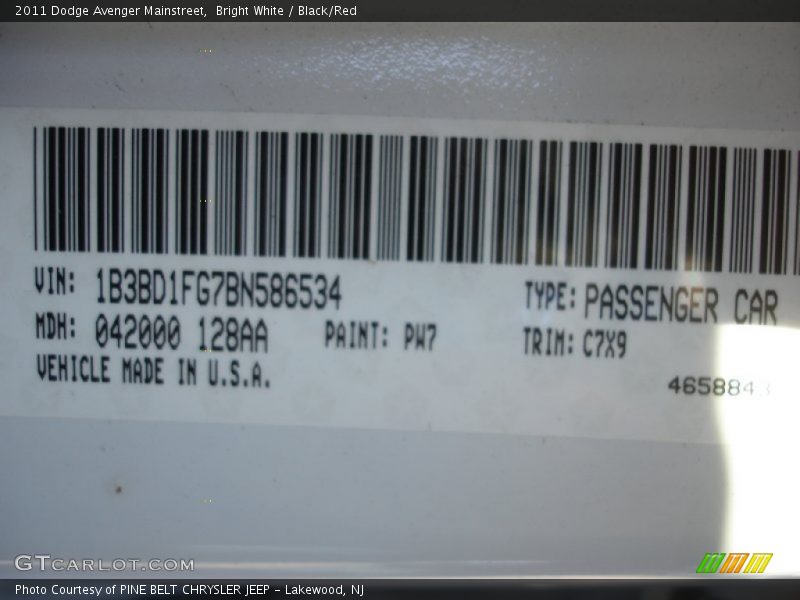 2011 Dodge Avenger Mainstreet,  Bright White / Black/Red
VIN: 1B3BD1FG7BN586534 TYPE: PASSENGER CAR
MDH: 042000 128AA PAINT: PW7 TRIM: C7X9
VEHICLE MADE IN U.S.A.
GTCARLOT.COM
Photo Courtesy of PINE BELT CHRYSLER JEEP - Lakewood, NJ